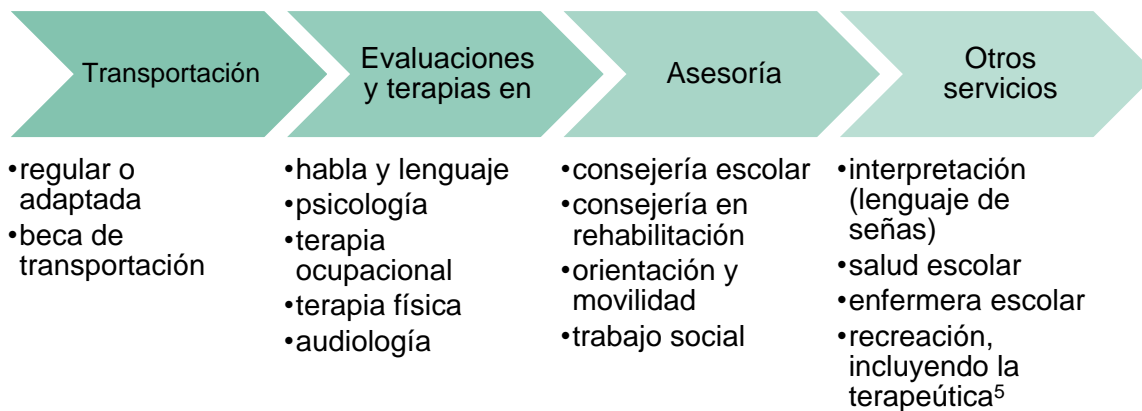 Transportación
•regular o
adaptada
•beca de
transportación
Evaluaciones
y terapias en
•habla y lenguaje
•psicología
•terapia
ocupacional
•terapia física
•audiología
Asesoría
•consejería escolar
•consejería en
rehabilitación
•orientación y
movilidad
•trabajo social
Otros
servicios
•interpretación
(lenguaje de
señas)
•salud escolar
•enfermera escolar
•recreación,
incluyendo la
terapeútica⁵